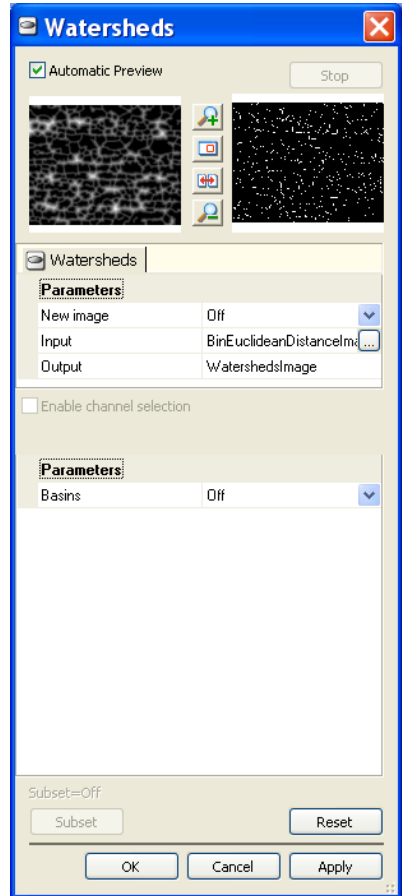 Watersheds
Automatic Preview
Stop
Watersheds
Parameters
New image Off
Input BinEuclideanDistanceIma ...
Output WatershedsImage
Enable channel selection
Parameters
Basins Off
Subset=Off
Subset Reset
OK Cancel Apply